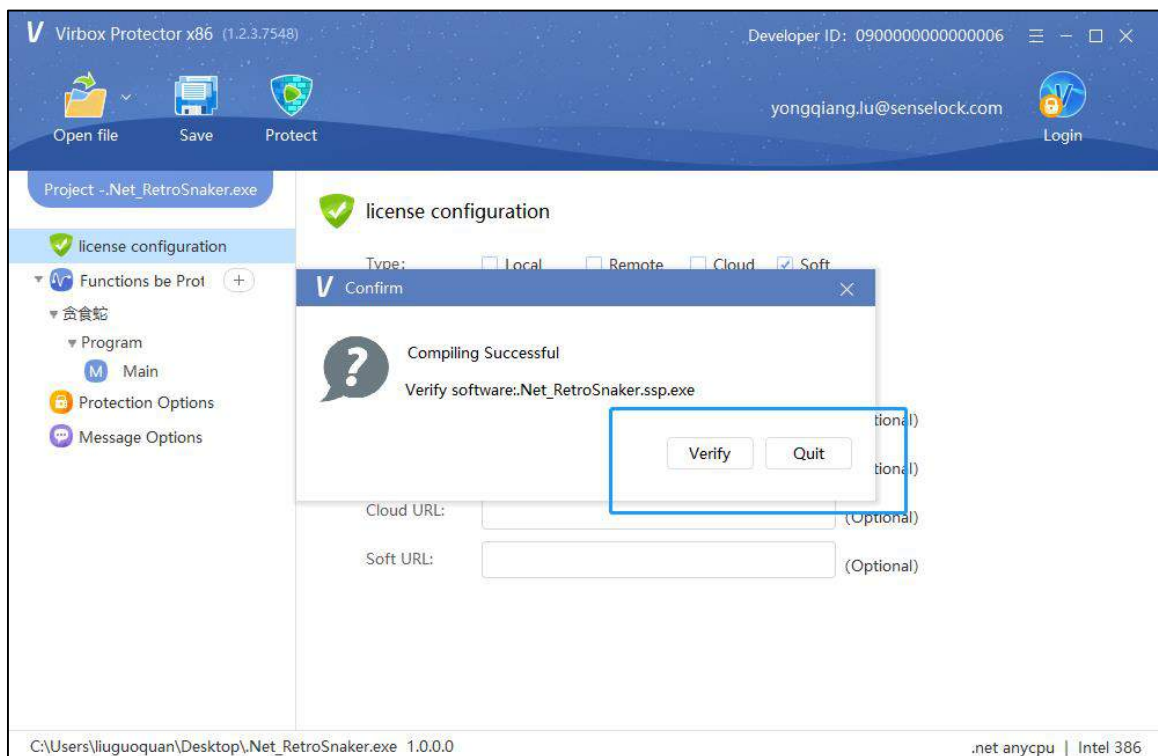 V Virbox Protector x86 (1.2.3.7548)
Developer ID: 0900000000000006
Open file
Save
Protect
yongqiang.lu@senselock.com
Login
Project -.Net_RetroSnaker.exe
license configuration
Functions be Prot
贪食蛇
Program
M Main
Protection Options
Message Options
license configuration
Type: Local Remote Cloud Soft
V Confirm
Compiling Successful
Verify software:.Net_RetroSnaker.ssp.exe
Verify Quit
tional)
tional)
Cloud URL: (Optional)
Soft URL: (Optional)
C:\Users\liuguoquan\Desktop\.Net_RetroSnaker.exe 1.0.0.0
.net anycpu | Intel 386